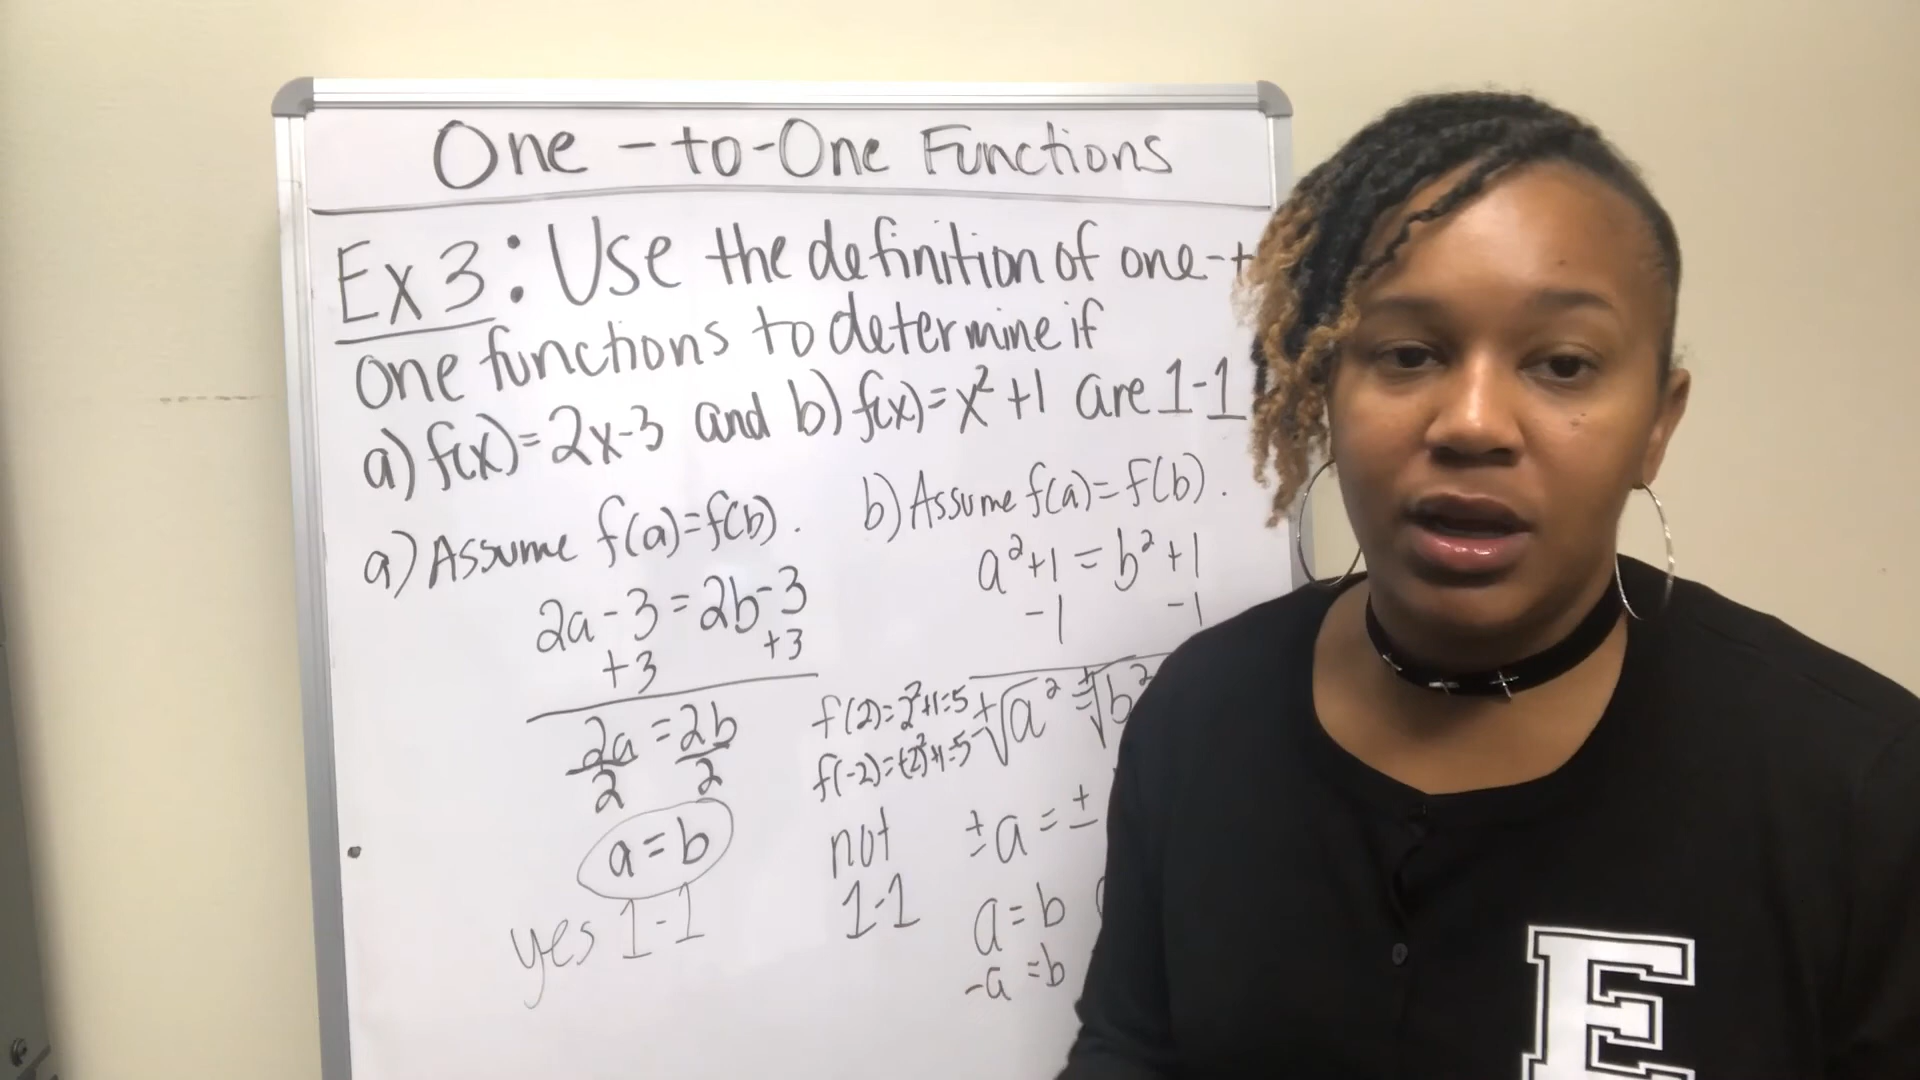 One-to-One Functions
Ex 3: Use the definition of one-t
one functions to determine if
a) f(x)=2x-3 and b) f(x)=x²+1 are 1-1
a) Assume f(a)=f(b).
2a-3=2b-3
+3 +3
2a=2b
2 2
a=b
yes 1-1
b) Assume f(a)=f(b).
a²+1=b²+1
-1 -1
±√a²=±√b²
±a=±
a=b
-a=b
f(2)=2²+1=5
f(-2)=(-2)²+1=5
not
1-1
E